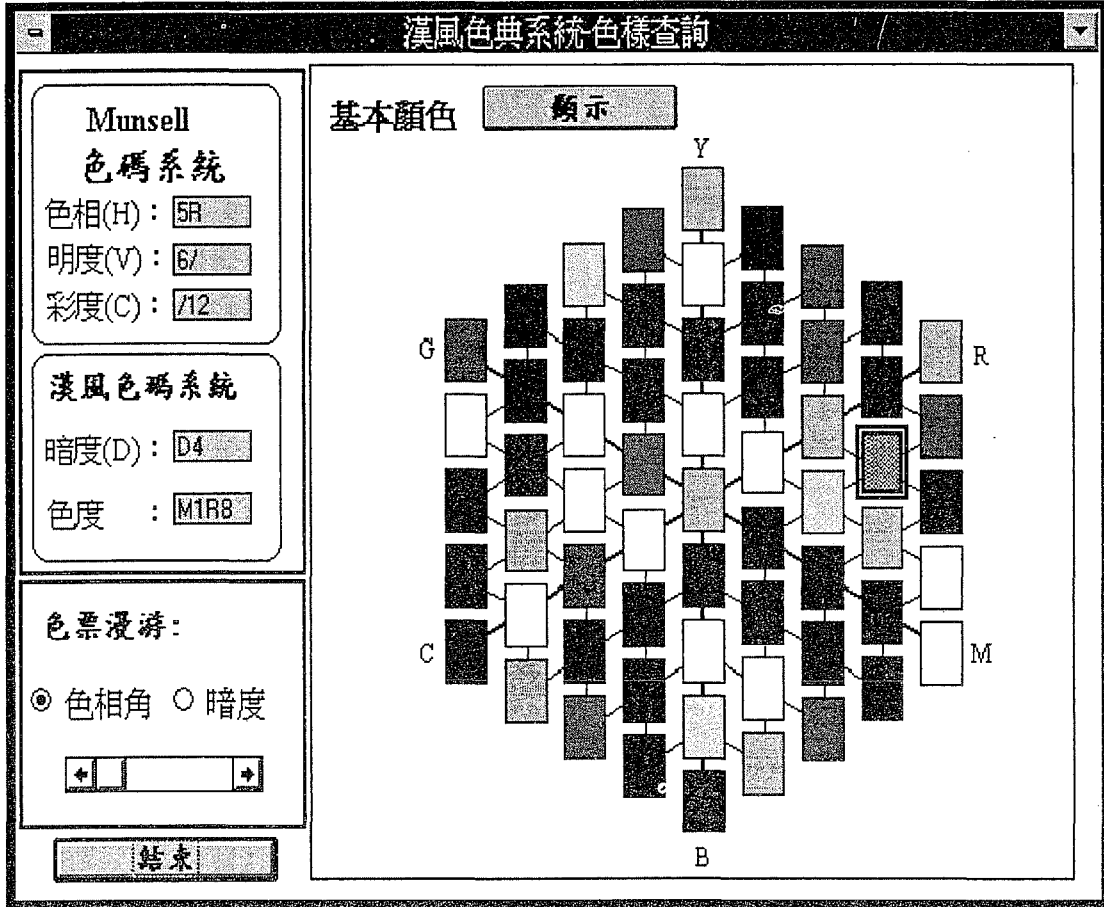 漢風色典系統-色樣查詢
Munsell
色碼系統
色相(H)：5R
明度(V)：6/
彩度(C)：/12
漢風色碼系統
暗度(D)：D4
色度　：M1R8
色票漫游:
色相角 暗度
結束
基本顏色 顯示
Y
G
R
C
M
B